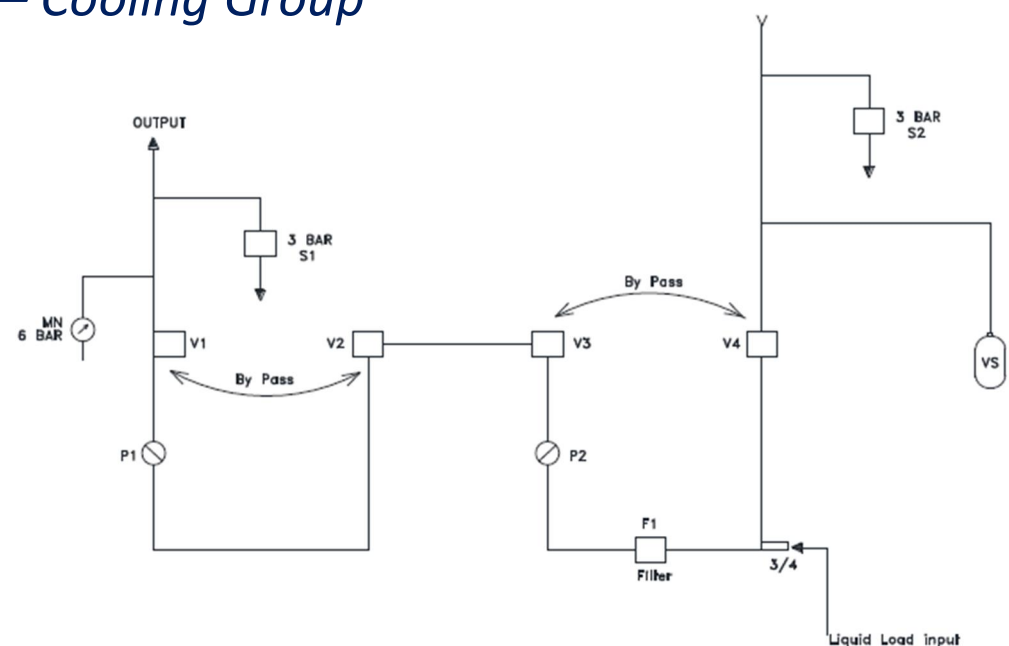 – Cooling Group
OUTPUT
3 BAR
S2
3 BAR
S1
By Pass
MN
6 BAR
V1
V2
V3
V4
VS
By Pass
P1
P2
F1
Filter
3/4
Liquid Load input